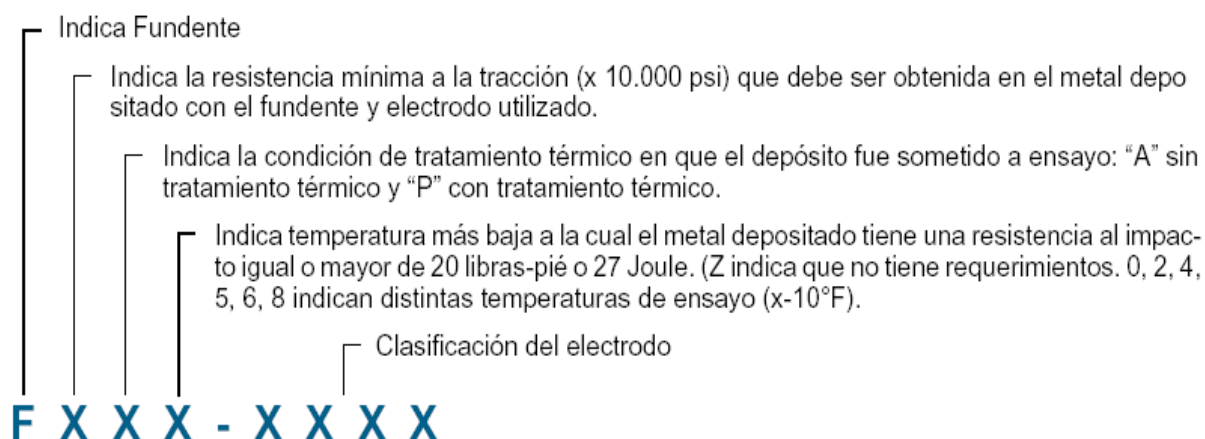 Indica Fundente
Indica la resistencia mínima a la tracción (x 10.000 psi) que debe ser obtenida en el metal depo
sitado con el fundente y electrodo utilizado.
Indica la condición de tratamiento térmico en que el depósito fue sometido a ensayo: “A” sin
tratamiento térmico y “P” con tratamiento térmico.
Indica temperatura más baja a la cual el metal depositado tiene una resistencia al impac-
to igual o mayor de 20 libras-pié o 27 Joule. (Z indica que no tiene requerimientos. 0, 2, 4,
5, 6, 8 indican distintas temperaturas de ensayo (x-10°F).
Clasificación del electrodo
F X X X - X X X X